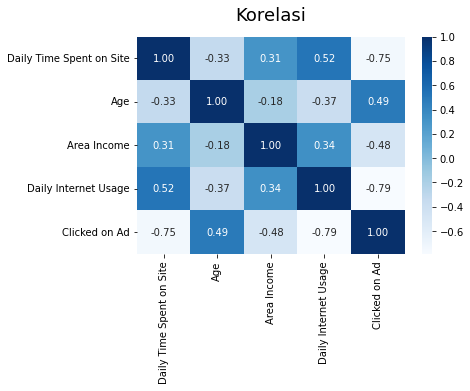 Korelasi
Daily Time Spent on Site 1.00 -0.33 0.31 0.52 -0.75
Age -0.33 1.00 -0.18 -0.37 0.49
Area Income 0.31 -0.18 1.00 0.34 -0.48
Daily Internet Usage 0.52 -0.37 0.34 1.00 -0.79
Clicked on Ad -0.75 0.49 -0.48 -0.79 1.00
Daily Time Spent on Site
Age
Area Income
Daily Internet Usage
Clicked on Ad
1.0
0.8
0.6
0.4
0.2
0.0
−0.2
−0.4
−0.6